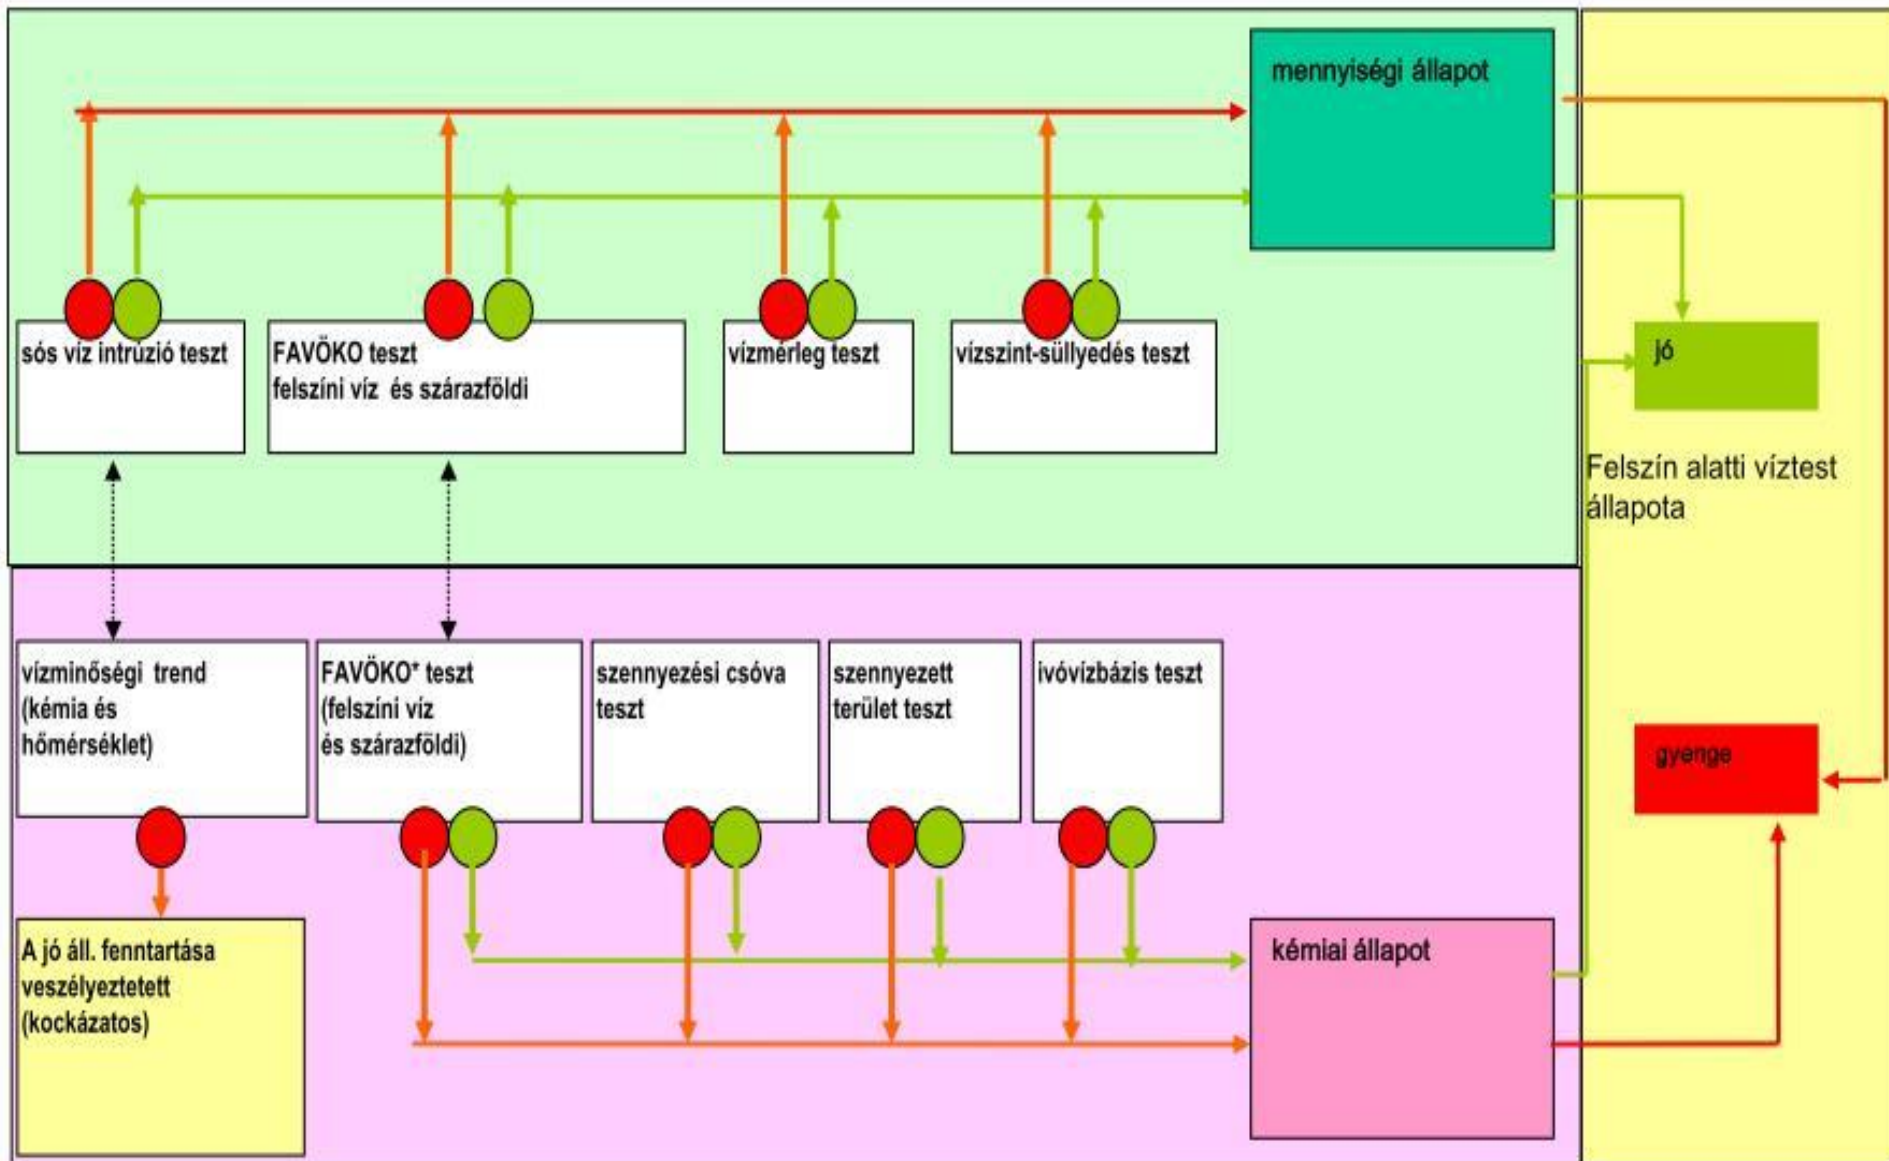 mennyiségi állapot
sós víz intrúzió teszt
FAVÖKO teszt
felszíni víz és szárazföldi
vízmérleg teszt
vízszint-süllyedés teszt
jó
Felszín alatti víztest
állapota
vízminőségi trend
(kémia és
hőmérséklet)
FAVÖKO* teszt
(felszíni víz
és szárazföldi)
szennyezési csóva
teszt
szennyezett
terület teszt
ivóvízbázis teszt
gyenge
A jó áll. fenntartása
veszélyeztetett
(kockázatos)
kémiai állapot